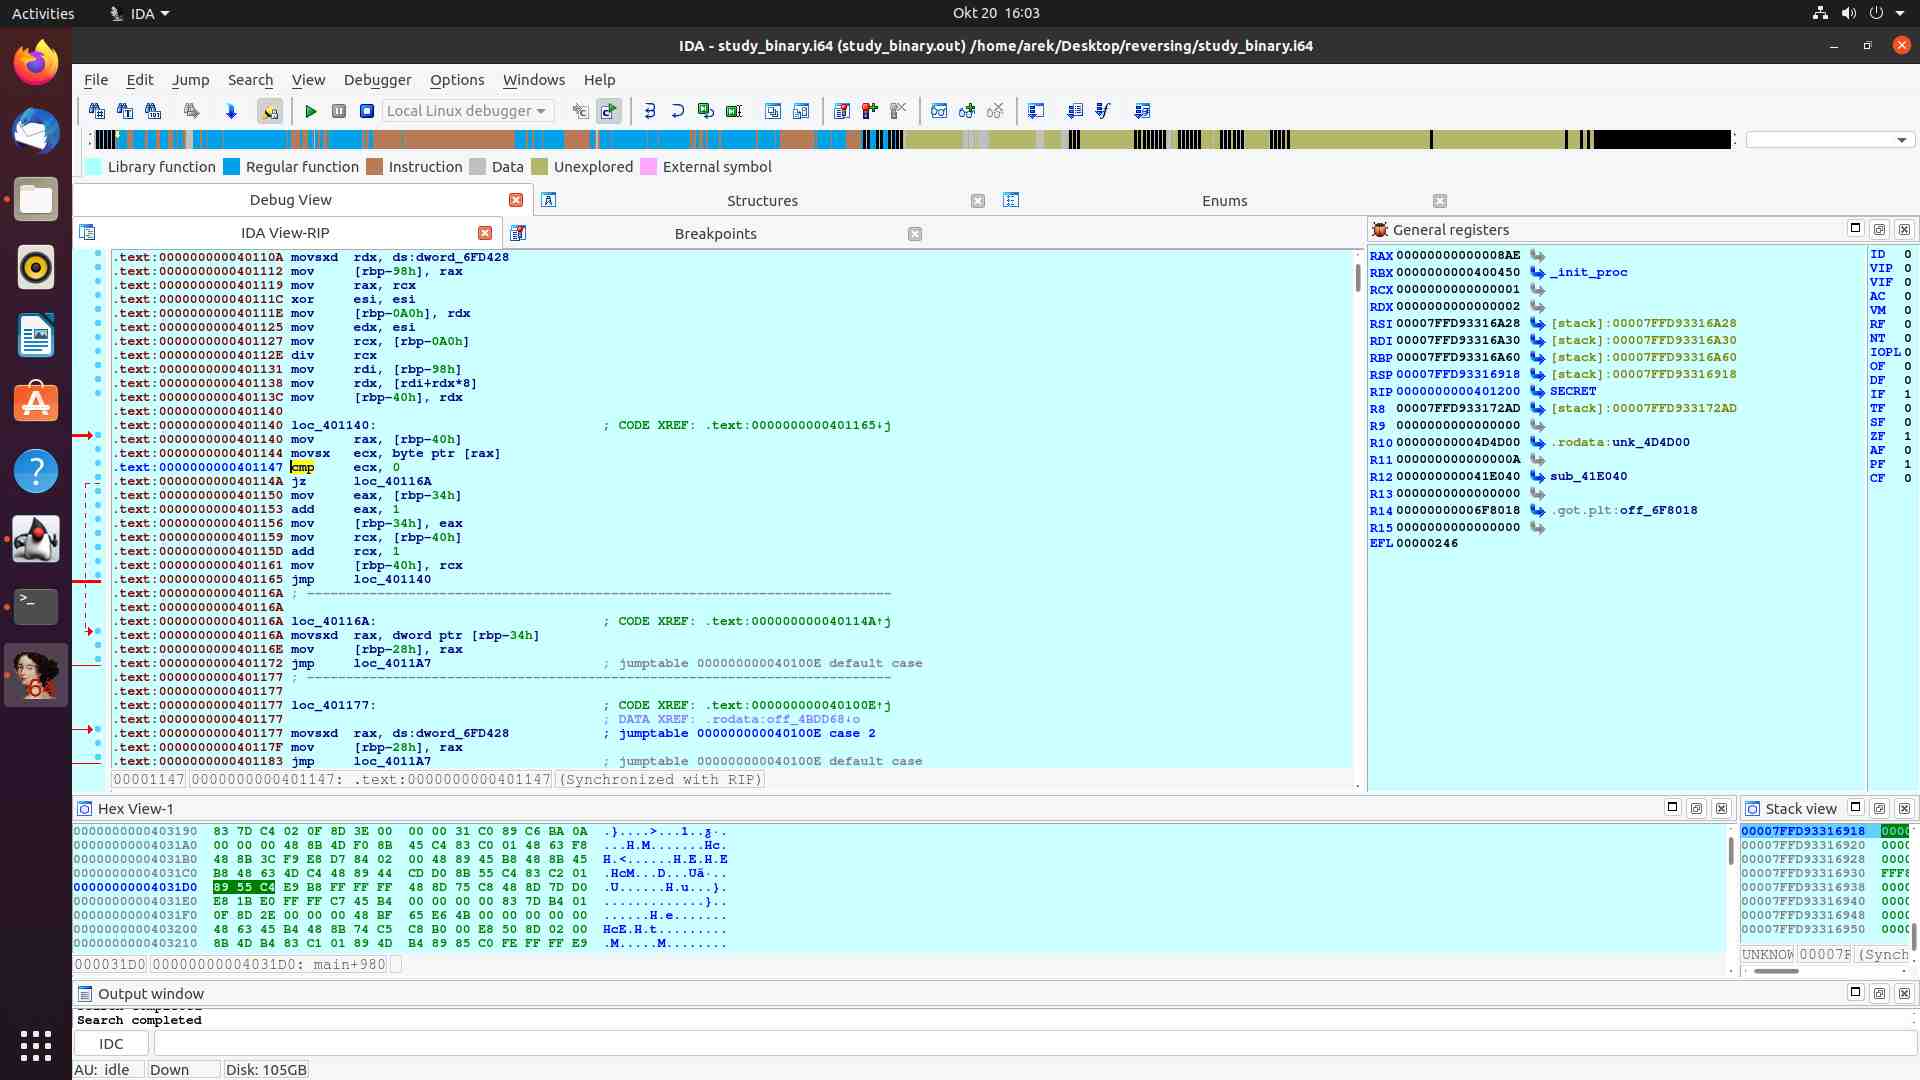 Activities
IDA
Okt 20 16:03
IDA - study_binary.i64 (study_binary.out) /home/arek/Desktop/reversing/study_binary.i64
File Edit Jump Search View Debugger Options Windows Help
Local Linux debugger
Library function Regular function Instruction Data Unexplored External symbol
Debug View Structures Enums
IDA View-RIP Breakpoints
.text:000000000040110A movsxd rdx, ds:dword_6FD428
.text:0000000000401112 mov [rbp-98h], rax
.text:0000000000401119 mov rax, rcx
.text:000000000040111C xor esi, esi
.text:000000000040111E mov [rbp-0A0h], rdx
.text:0000000000401125 mov edx, esi
.text:0000000000401127 mov rcx, [rbp-0A0h]
.text:000000000040112E div rcx
.text:0000000000401131 mov rdi, [rbp-98h]
.text:0000000000401138 mov rdx, [rdi+rdx*8]
.text:000000000040113C mov [rbp-40h], rdx
.text:0000000000401140
.text:0000000000401140 loc_401140: ; CODE XREF: .text:0000000000401165↓j
.text:0000000000401140 mov rax, [rbp-40h]
.text:0000000000401144 movsx ecx, byte ptr [rax]
.text:0000000000401147 cmp ecx, 0
.text:000000000040114A jz loc_40116A
.text:0000000000401150 mov eax, [rbp-34h]
.text:0000000000401153 add eax, 1
.text:0000000000401156 mov [rbp-34h], eax
.text:0000000000401159 mov rcx, [rbp-40h]
.text:000000000040115D add rcx, 1
.text:0000000000401161 mov [rbp-40h], rcx
.text:0000000000401165 jmp loc_401140
.text:000000000040116A ; ---------------------------------------------------------------------------
.text:000000000040116A
.text:000000000040116A loc_40116A: ; CODE XREF: .text:000000000040114A↑j
.text:000000000040116A movsxd rax, dword ptr [rbp-34h]
.text:000000000040116E mov [rbp-28h], rax
.text:0000000000401172 jmp loc_4011A7 ; jumptable 000000000040100E default case
.text:0000000000401177 ; ---------------------------------------------------------------------------
.text:0000000000401177
.text:0000000000401177 loc_401177: ; CODE XREF: .text:000000000040100E↑j
.text:0000000000401177 ; DATA XREF: .rodata:off_4BDD68↓o
.text:0000000000401177 movsxd rax, ds:dword_6FD428 ; jumptable 000000000040100E case 2
.text:000000000040117F mov [rbp-28h], rax
.text:0000000000401183 jmp loc_4011A7 ; jumptable 000000000040100E default case
00001147 0000000000401147: .text:0000000000401147 (Synchronized with RIP)
General registers
RAX 00000000000008AE
RBX 0000000000400450 _init_proc
RCX 0000000000000001
RDX 0000000000000002
RSI 00007FFD93316A28 [stack]:00007FFD93316A28
RDI 00007FFD93316A30 [stack]:00007FFD93316A30
RBP 00007FFD93316A60 [stack]:00007FFD93316A60
RSP 00007FFD93316918 [stack]:00007FFD93316918
RIP 0000000000401200 SECRET
R8 00007FFD933172AD [stack]:00007FFD933172AD
R9 0000000000000000
R10 00000000004D4D00 .rodata:unk_4D4D00
R11 000000000000000A
R12 000000000041E040 sub_41E040
R13 0000000000000000
R14 00000000006F8018 .got.plt:off_6F8018
R15 0000000000000000
EFL 00000246
ID 0
VIP 0
VIF 0
AC 0
VM 0
RF 0
NT 0
IOPL 0
OF 0
DF 0
IF 1
TF 0
SF 0
ZF 1
AF 0
PF 1
CF 0
Hex View-1
0000000000403190 83 7D C4 02 0F 8D 3E 00 00 00 31 C0 89 C6 BA 0A
00000000004031A0 00 00 00 48 8B 4D F0 8B 45 C4 83 C0 01 48 63 F8 ...H.M.......Hc.
00000000004031B0 48 8B 3C F9 E8 D7 84 02 00 48 89 45 B8 48 8B 45 H.<......H.E.H.E
00000000004031C0 B8 48 63 4D C4 48 89 44 CD D0 8B 55 C4 83 C2 01
00000000004031D0 89 55 C4 E9 B8 FF FF FF 48 8D 75 C8 48 8D 7D D0 .U......H.u...}.
00000000004031E0 E8 1B E0 FF FF C7 45 B4 00 00 00 00 83 7D B4 01 .............}..
00000000004031F0 0F 8D 2E 00 00 00 48 BF 65 E6 4B 00 00 00 00 00 ......H.e.......
0000000000403200 48 63 45 B4 48 8B 74 C5 C8 B0 00 E8 50 8D 02 00 HcE.H.t.........
0000000000403210 8B 4D B4 83 C1 01 89 4D B4 89 85 C0 FE FF FF E9 .M.....M........
000031D0 00000000004031D0: main+980
Stack view
00007FFD93316918 0000
00007FFD93316920 0000
00007FFD93316928 0000
00007FFD93316930 FFF8
00007FFD93316938 0000
00007FFD93316940 0000
00007FFD93316948 0000
00007FFD93316950 0000
UNKNOW 00007F (Synch
Output window
Search completed
Search completed
IDC
AU: idle Down Disk: 105GB